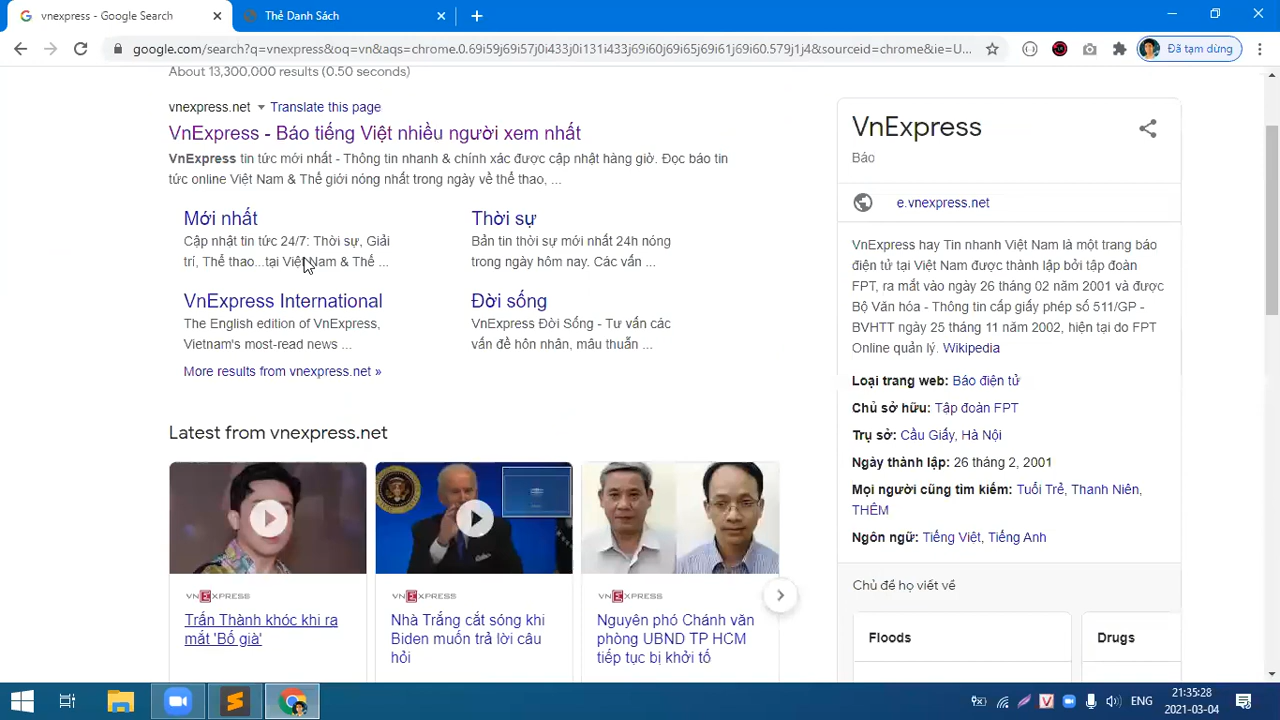 vnexpress - Google Search
Thẻ Danh Sách
google.com/search?q=vnexpress&oq=vn&aqs=chrome.0.69i59j69i57j0i433j0i131i433j69i60j69i65j69i61j69i60.579j1j4&sourceid=chrome&ie=U...
Đã tạm dừng
About 13,300,000 results (0.50 seconds)
vnexpress.net Translate this page
VnExpress - Báo tiếng Việt nhiều người xem nhất
VnExpress tin tức mới nhất - Thông tin nhanh & chính xác được cập nhật hàng giờ. Đọc báo tin
tức online Việt Nam & Thế giới nóng nhất trong ngày về thể thao, ...
Mới nhất
Cập nhật tin tức 24/7: Thời sự, Giải
trí, Thể thao...tại Việt Nam & Thế ...
Thời sự
Bản tin thời sự mới nhất 24h nóng
trong ngày hôm nay. Các vấn ...
VnExpress International
The English edition of VnExpress,
Vietnam's most-read news ...
Đời sống
VnExpress Đời Sống - Tư vấn các
vấn đề hôn nhân, mâu thuẫn ...
More results from vnexpress.net »
Latest from vnexpress.net
VNEXPRESS
Trấn Thành khóc khi ra
mắt 'Bố già'
VNEXPRESS
Nhà Trắng cắt sóng khi
Biden muốn trả lời câu
hỏi
VNEXPRESS
Nguyên phó Chánh văn
phòng UBND TP HCM
tiếp tục bị khởi tố
VnExpress
Báo
e.vnexpress.net
VnExpress hay Tin nhanh Việt Nam là một trang báo
điện tử tại Việt Nam được thành lập bởi tập đoàn
FPT, ra mắt vào ngày 26 tháng 02 năm 2001 và được
Bộ Văn hóa - Thông tin cấp giấy phép số 511/GP -
BVHTT ngày 25 tháng 11 năm 2002, hiện tại do FPT
Online quản lý. Wikipedia
Loại trang web: Báo điện tử
Chủ sở hữu: Tập đoàn FPT
Trụ sở: Cầu Giấy, Hà Nội
Ngày thành lập: 26 tháng 2, 2001
Mọi người cũng tìm kiếm: Tuổi Trẻ, Thanh Niên,
THÊM
Ngôn ngữ: Tiếng Việt, Tiếng Anh
Chủ đề họ viết về
Floods
Drugs
ENG
21:35:28
2021-03-04